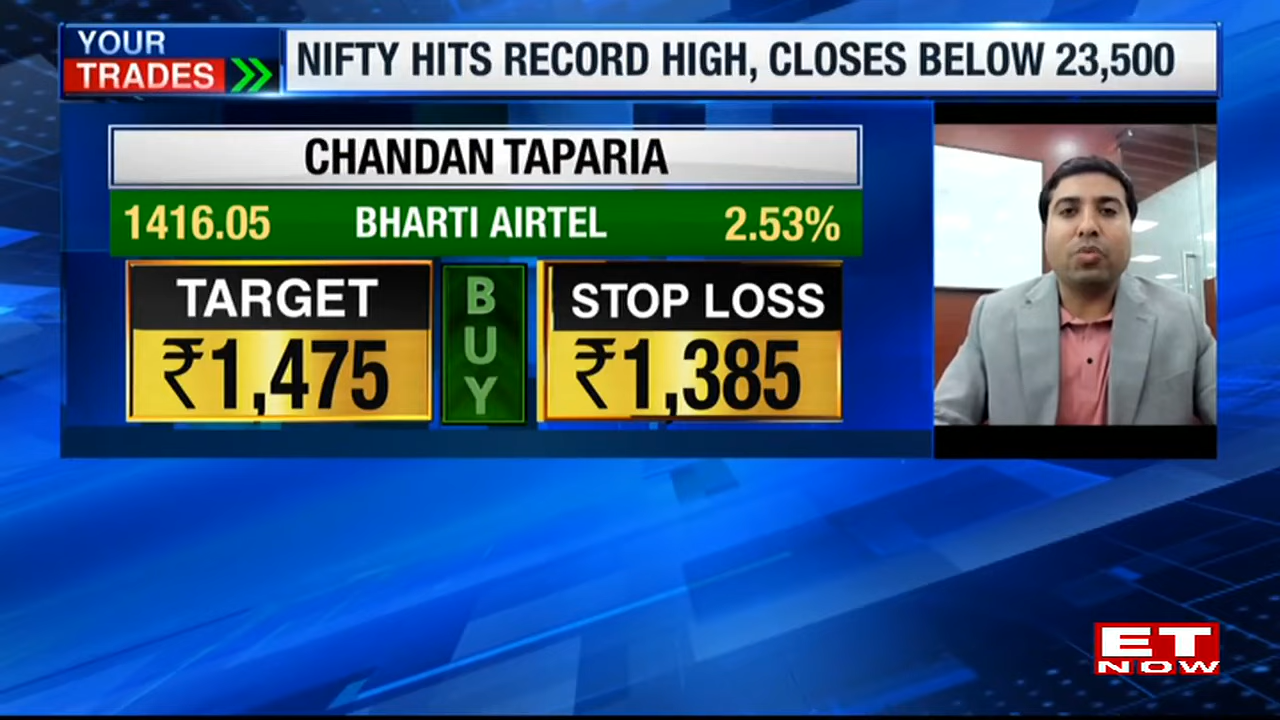 YOUR
TRADES
NIFTY HITS RECORD HIGH, CLOSES BELOW 23,500
CHANDAN TAPARIA
1416.05 BHARTI AIRTEL 2.53%
TARGET
₹1,475
BUY
STOP LOSS
₹1,385
ET
NOW